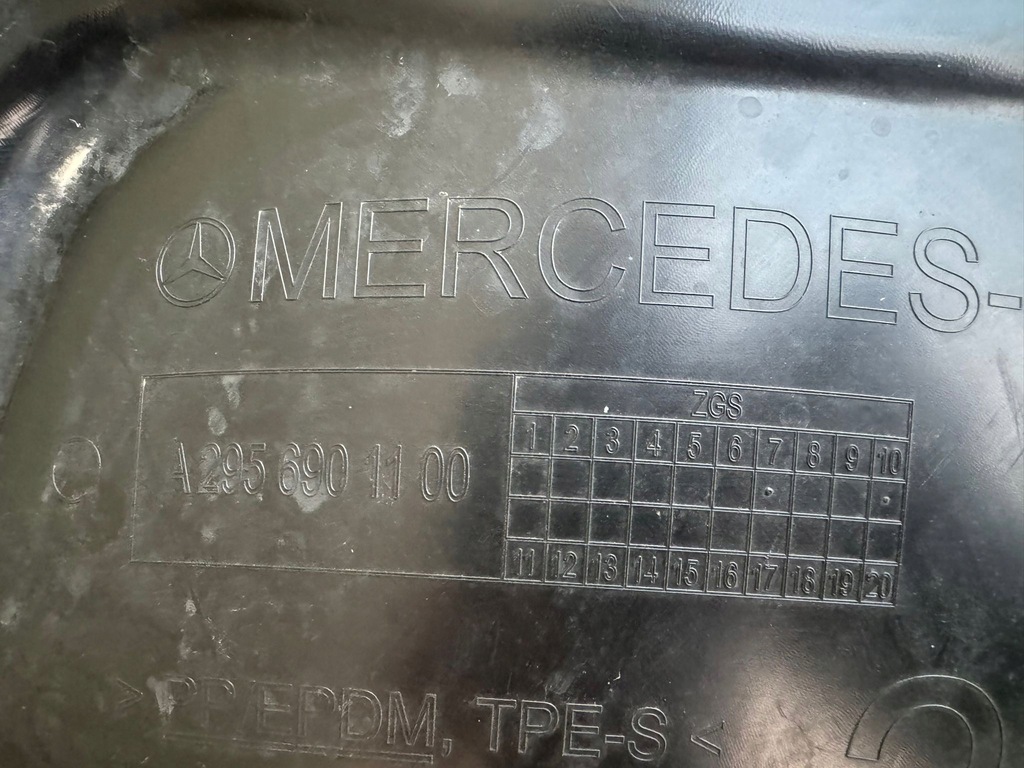 MERCEDES-
A 295 690 11 00
ZGS
1 2 3 4 5 6 7 8 9 10
11 12 13 14 15 16 17 18 19 20
> PP/EPDM, TPE-S <